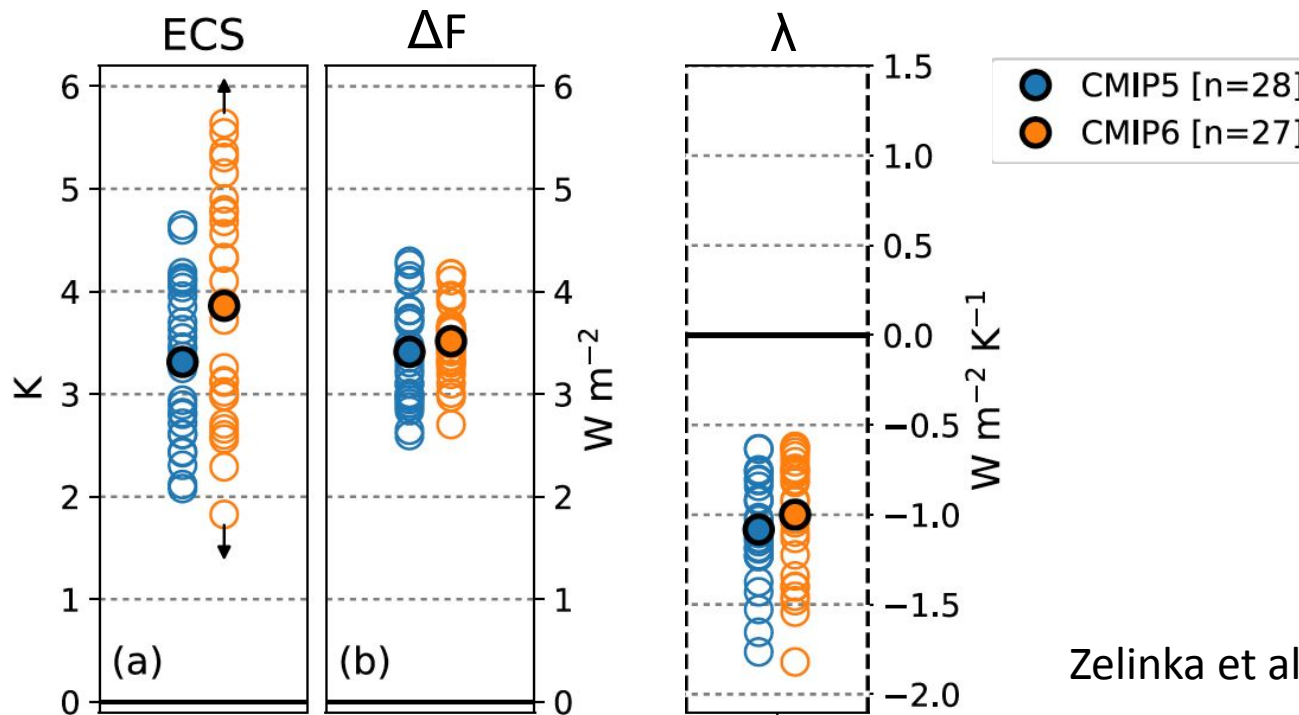 ECS
ΔF
λ
6
5
4
3
2
1
0
K
(a)
(b)
6
5
4
3
2
1
0
W m⁻²
1.5
1.0
0.5
0.0
−0.5
−1.0
−1.5
−2.0
W m⁻² K⁻¹
CMIP5 [n=28]
CMIP6 [n=27]
Zelinka et al